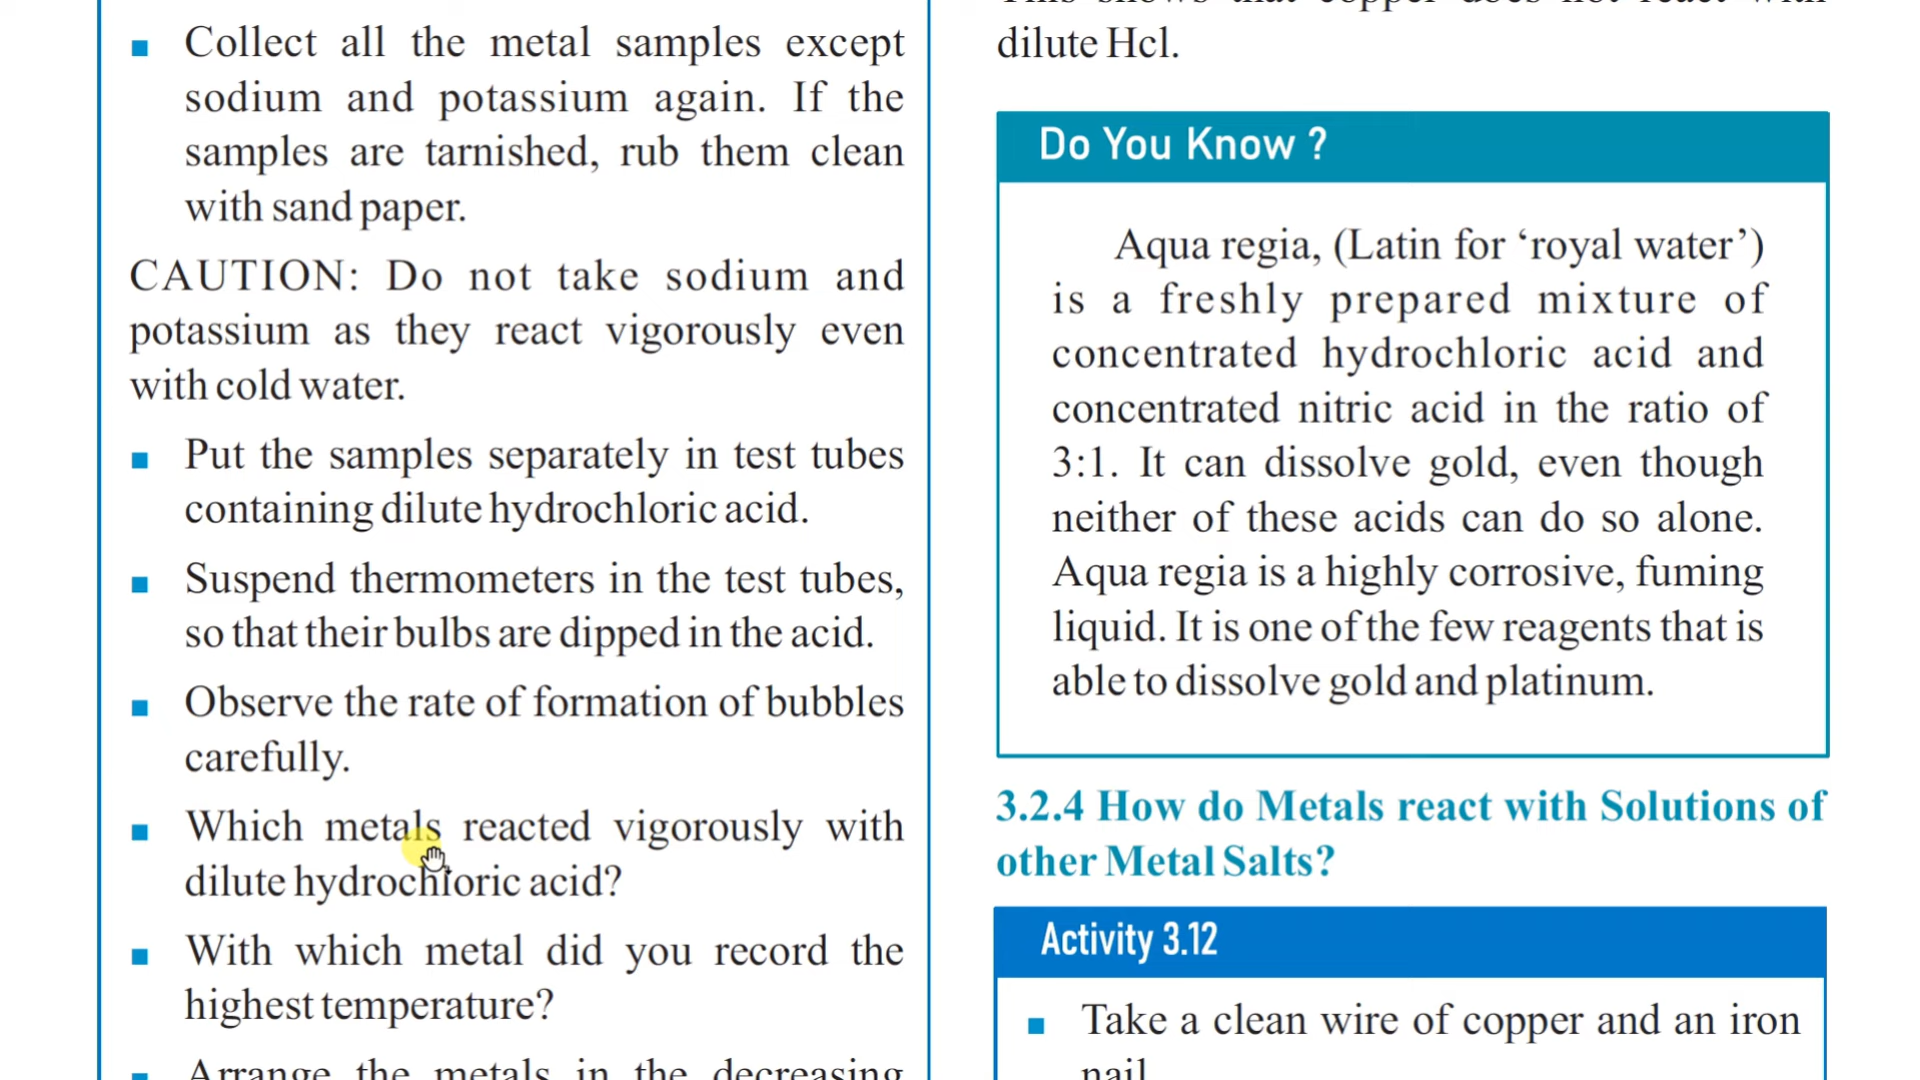 Collect all the metal samples except
sodium and potassium again. If the
samples are tarnished, rub them clean
with sand paper.
CAUTION: Do not take sodium and
potassium as they react vigorously even
with cold water.
Put the samples separately in test tubes
containing dilute hydrochloric acid.
Suspend thermometers in the test tubes,
so that their bulbs are dipped in the acid.
Observe the rate of formation of bubbles
carefully.
Which metals reacted vigorously with
dilute hydrochloric acid?
With which metal did you record the
highest temperature?
Arrange the metals in the decreasing
This shows that copper does not react with
dilute Hcl.
Do You Know ?
Aqua regia, (Latin for ‘royal water’)
is a freshly prepared mixture of
concentrated hydrochloric acid and
concentrated nitric acid in the ratio of
3:1. It can dissolve gold, even though
neither of these acids can do so alone.
Aqua regia is a highly corrosive, fuming
liquid. It is one of the few reagents that is
able to dissolve gold and platinum.
3.2.4 How do Metals react with Solutions of
other Metal Salts?
Activity 3.12
Take a clean wire of copper and an iron
nail